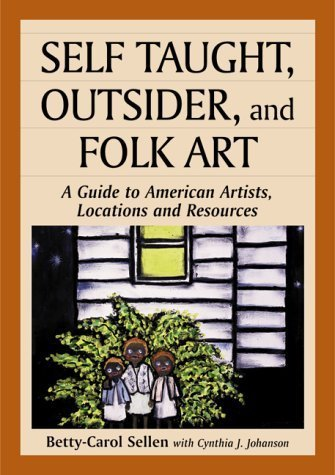 SELF TAUGHT,
OUTSIDER, and
FOLK ART
A Guide to American Artists,
Locations and Resources
Betty-Carol Sellen with Cynthia J. Johanson